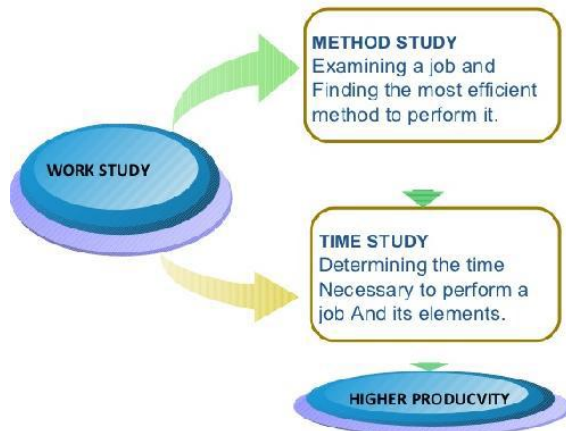 METHOD STUDY
Examining a job and
Finding the most efficient
method to perform it.
WORK STUDY
TIME STUDY
Determining the time
Necessary to perform a
job And its elements.
HIGHER PRODUCVITY